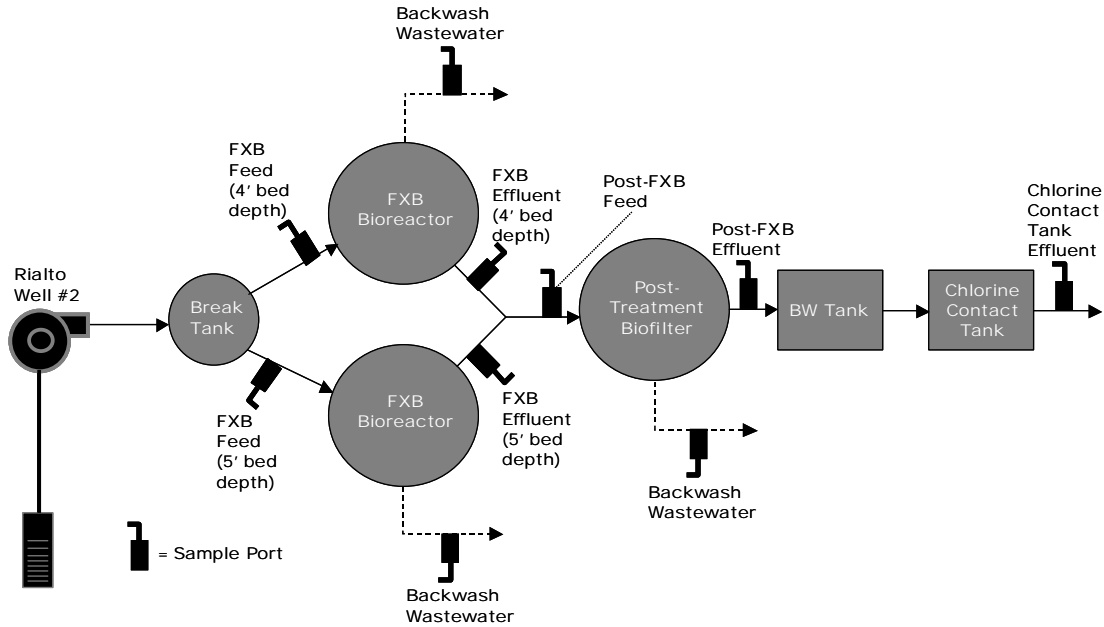 Backwash
Wastewater
FXB
Feed
(4' bed
depth)
FXB
Bioreactor
FXB
Effluent
(4' bed
depth)
Post-FXB
Feed
Chlorine
Contact
Tank
Effluent
Post-FXB
Effluent
Rialto
Well #2
Break
Tank
Post-
Treatment
Biofilter
BW Tank
Chlorine
Contact
Tank
FXB
Feed
(5' bed
depth)
FXB
Bioreactor
FXB
Effluent
(5' bed
depth)
Backwash
Wastewater
= Sample Port
Backwash
Wastewater